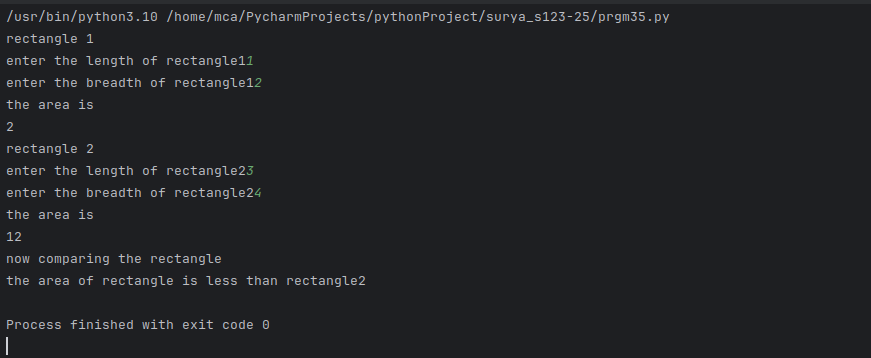 /usr/bin/python3.10 /home/mca/PycharmProjects/pythonProject/surya_s123-25/prgm35.py
rectangle 1
enter the length of rectangle11
enter the breadth of rectangle12
the area is
2
rectangle 2
enter the length of rectangle23
enter the breadth of rectangle24
the area is
12
now comparing the rectangle
the area of rectangle is less than rectangle2
Process finished with exit code 0